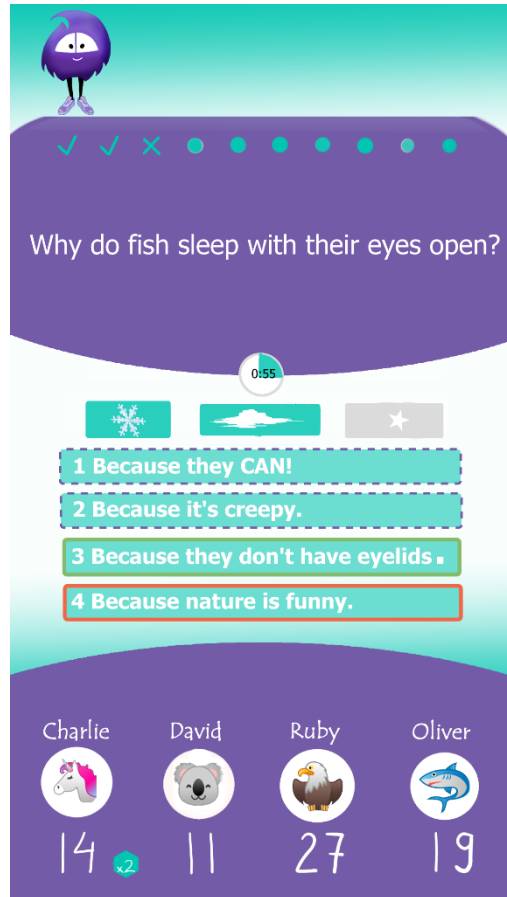 Why do fish sleep with their eyes open?
0:55
1 Because they CAN!
2 Because it's creepy.
3 Because they don't have eyelids.
4 Because nature is funny.
Charlie David Ruby Oliver
14 x2 11 27 19